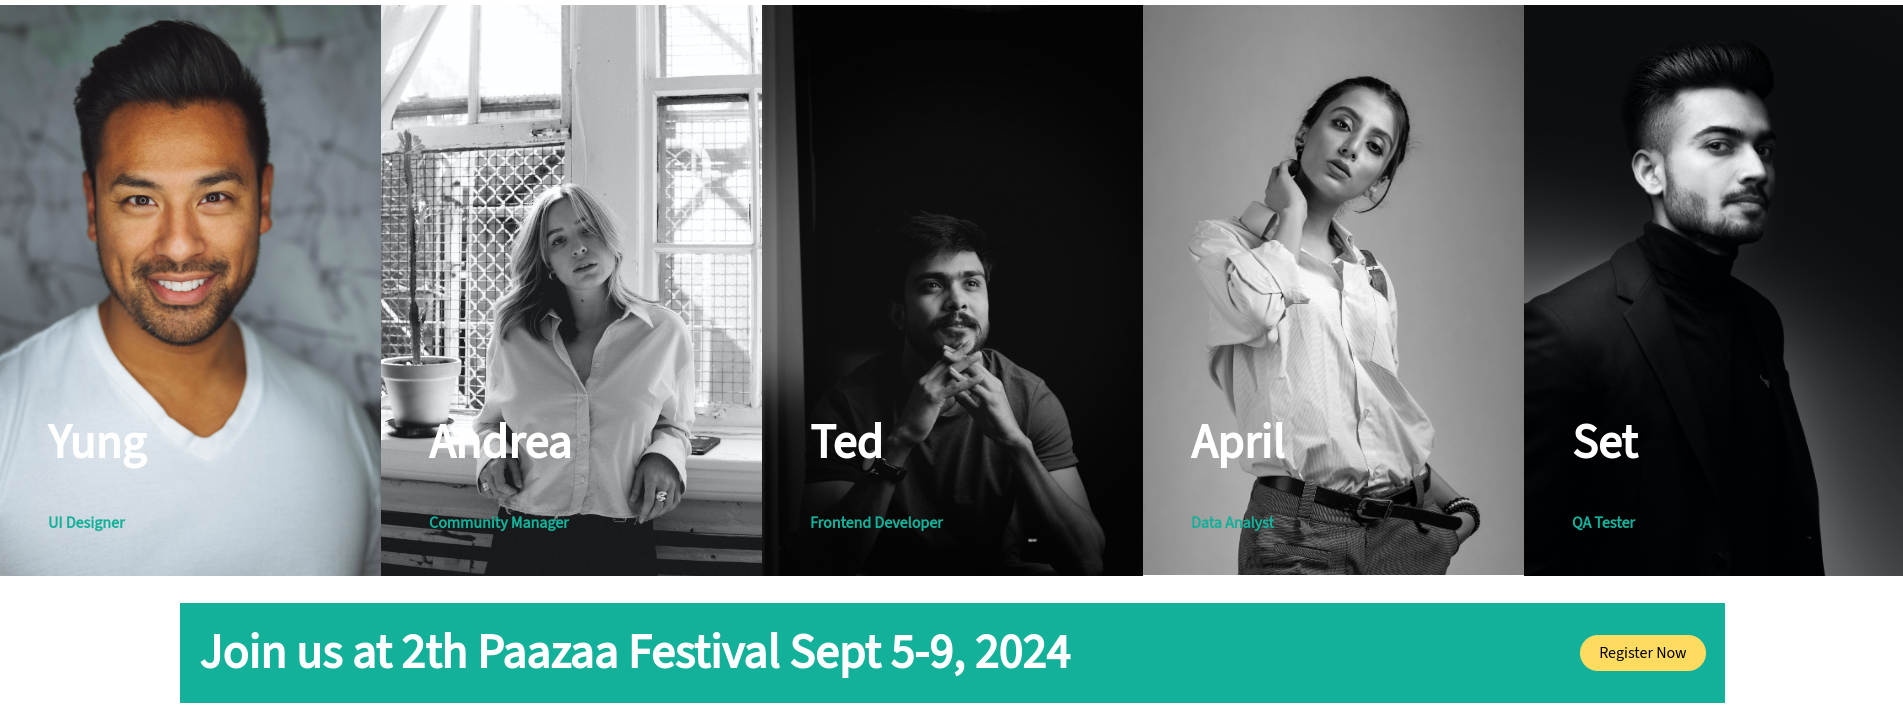 Yung
UI Designer
Andrea
Community Manager
Ted
Frontend Developer
April
Data Analyst
Set
QA Tester
Join us at 2th Paazaa Festival Sept 5-9, 2024
Register Now